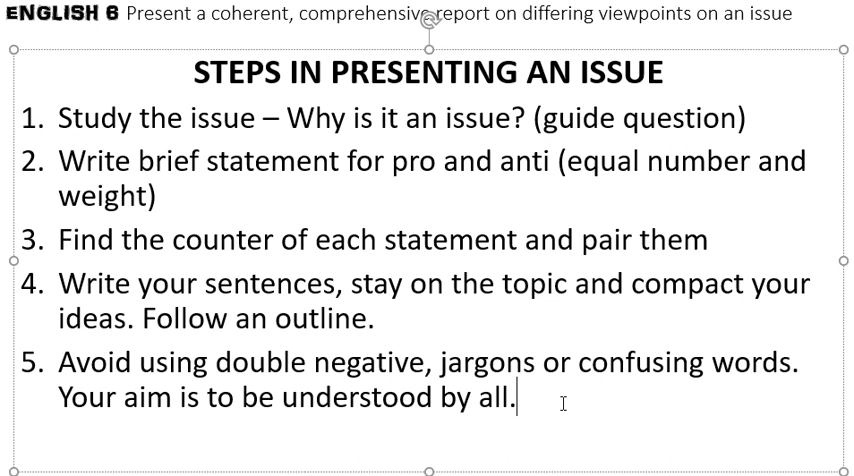 ENGLISH 6 Present a coherent, comprehensive report on differing viewpoints on an issue
STEPS IN PRESENTING AN ISSUE
1. Study the issue – Why is it an issue? (guide question)
2. Write brief statement for pro and anti (equal number and
weight)
3. Find the counter of each statement and pair them
4. Write your sentences, stay on the topic and compact your
ideas. Follow an outline.
5. Avoid using double negative, jargons or confusing words.
Your aim is to be understood by all.